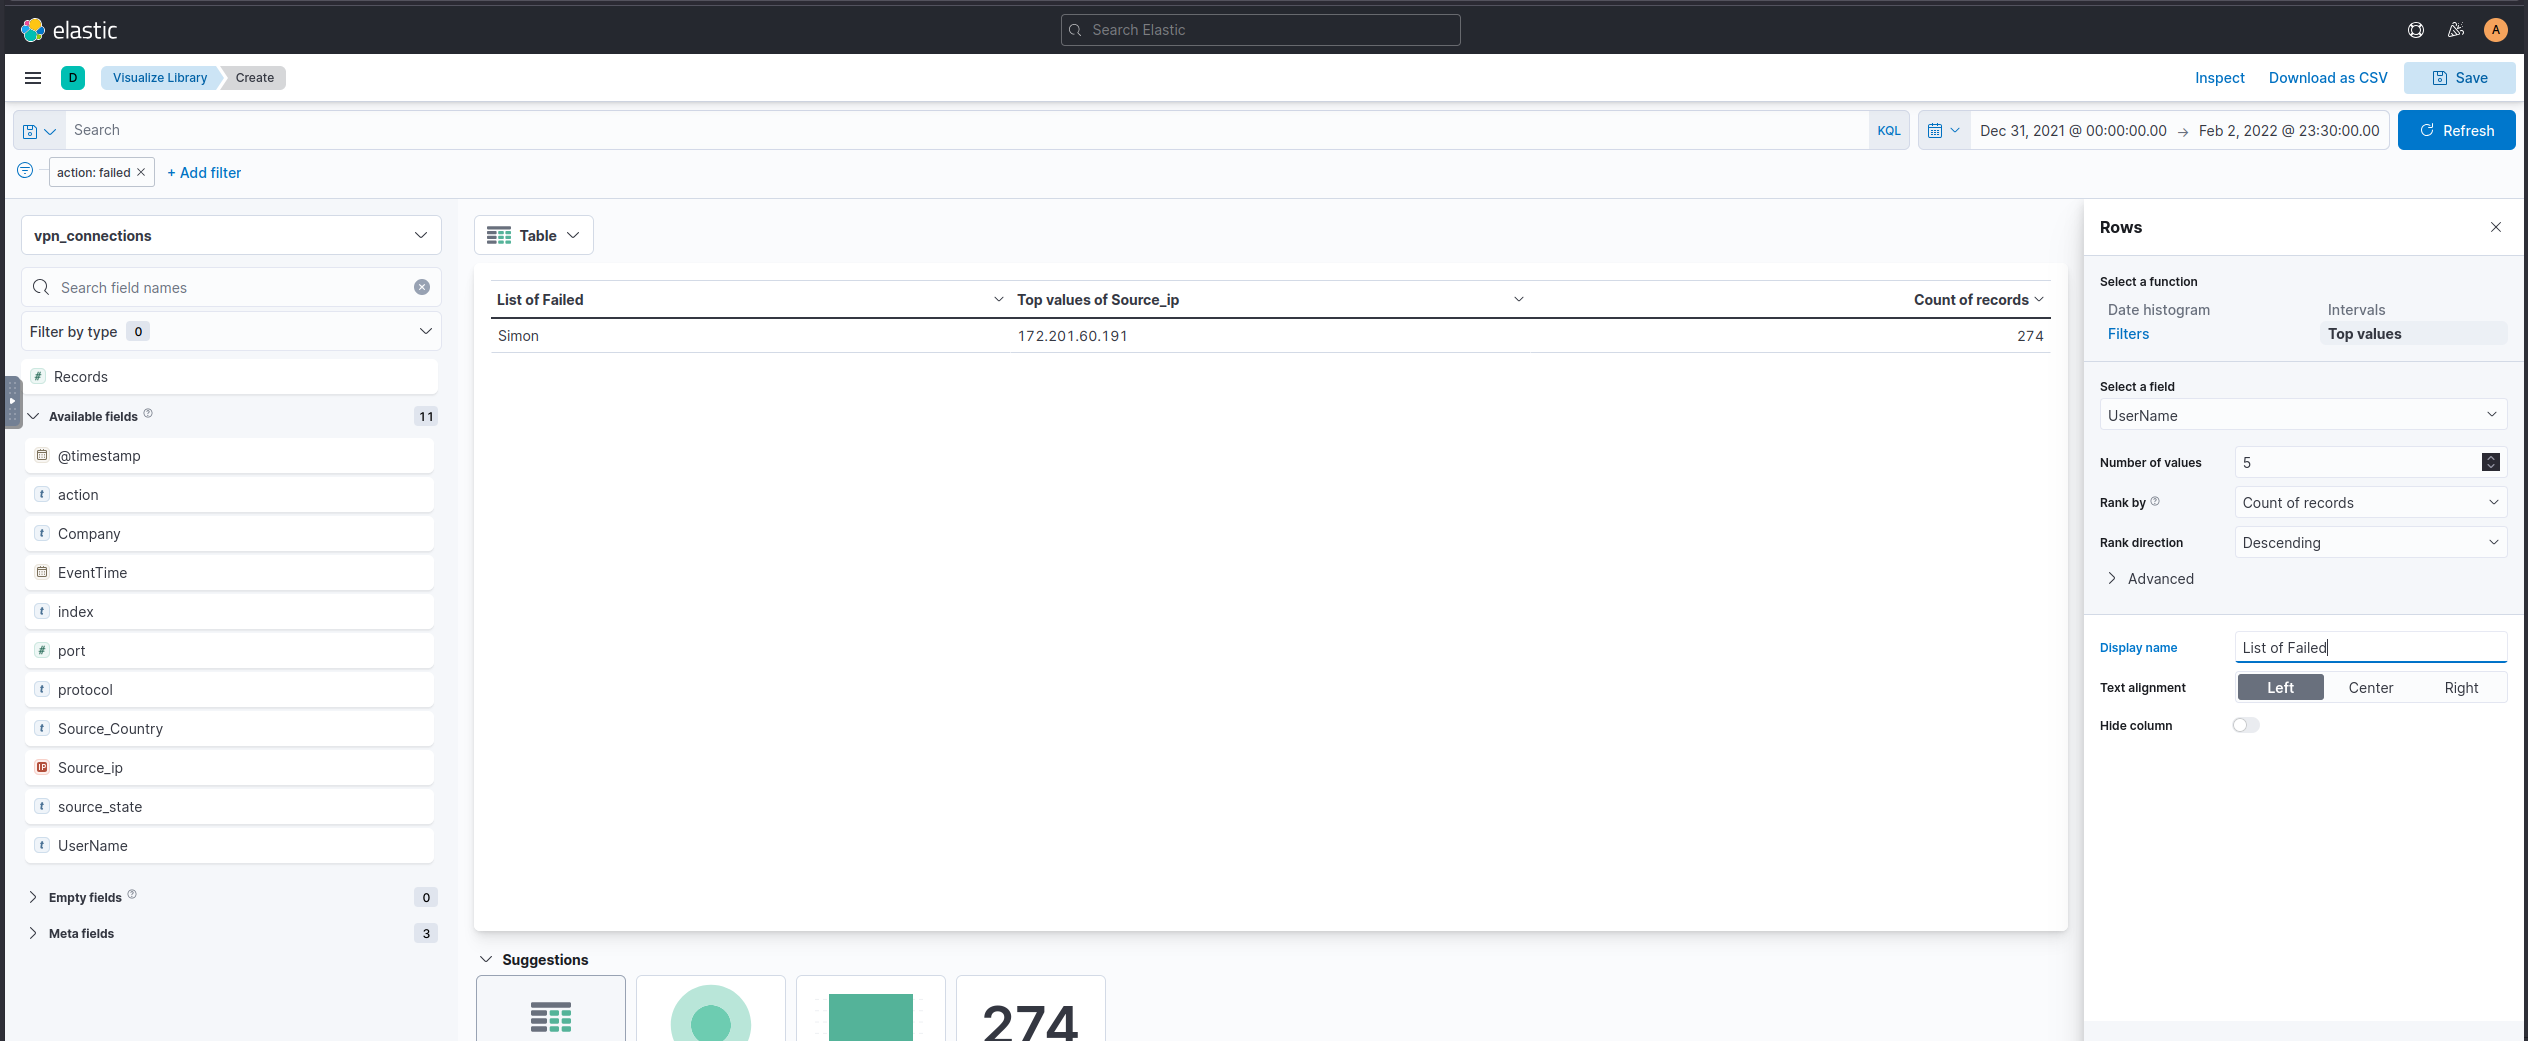 elastic
Search Elastic
A
D
Visualize Library
Create
Inspect
Download as CSV
Save
Search
KQL
Dec 31, 2021 @ 00:00:00.00 → Feb 2, 2022 @ 23:30:00.00
Refresh
action: failed ×
+ Add filter
vpn_connections
Search field names
Filter by type 0
# Records
Available fields ? 11
@timestamp
t action
t Company
EventTime
t index
# port
t protocol
t Source_Country
IP Source_ip
t source_state
t UserName
Empty fields ? 0
Meta fields 3
Table
List of Failed Top values of Source_ip Count of records
Simon 172.201.60.191 274
Suggestions
274
Rows
Select a function
Date histogram Intervals
Filters Top values
Select a field
UserName
Number of values 5
Rank by ? Count of records
Rank direction Descending
Advanced
Display name List of Failed
Text alignment Left Center Right
Hide column